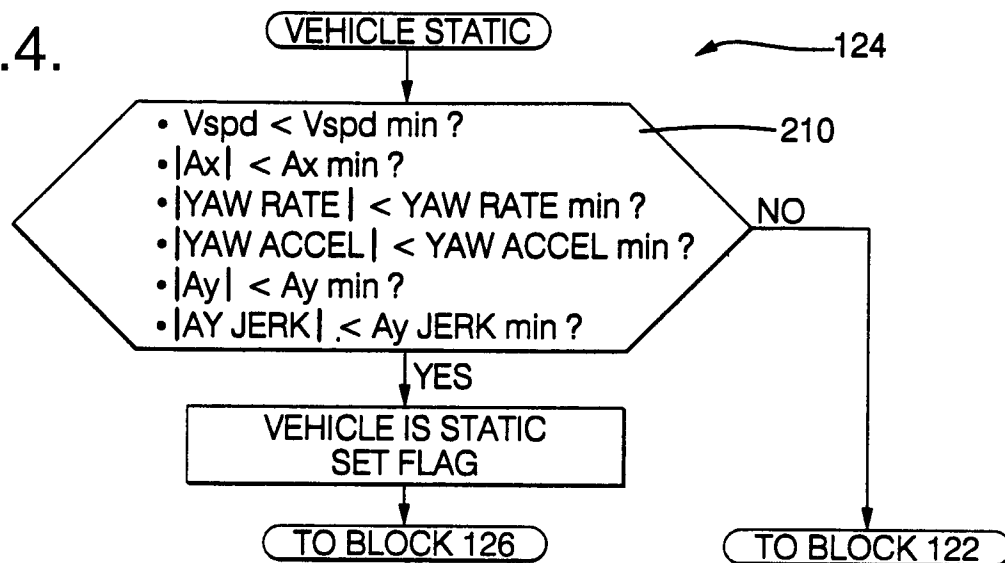 .4.
VEHICLE STATIC
124
• Vspd < Vspd min ?
• |Ax| < Ax min ?
• |YAW RATE| < YAW RATE min ?
• |YAW ACCEL| < YAW ACCEL min ?
• |Ay| < Ay min ?
• |AY JERK| < Ay JERK min ?
210
NO
YES
VEHICLE IS STATIC
SET FLAG
TO BLOCK 126
TO BLOCK 122